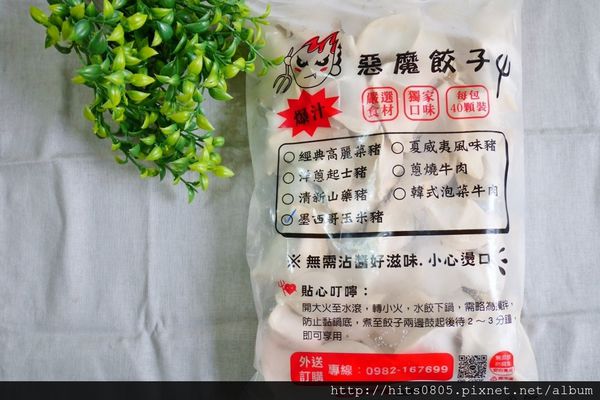 惡魔餃子
爆汁
嚴選食材
獨家口味
每包40顆裝
經典高麗菜豬
夏威夷風味豬
洋蔥起士豬
蔥燒牛肉
清新山藥豬
韓式泡菜牛肉
墨西哥玉米豬
※ 無需沾醬好滋味.小心燙口
貼心叮嚀：
開大火至水滾，轉小火，水餃下鍋，需略為攪拌，
防止黏鍋底，煮至餃子兩邊鼓起後待2～3分鐘，
即可享用。
外送訂購 專線：0982-167699
http://hits0805.pixnet.net/album